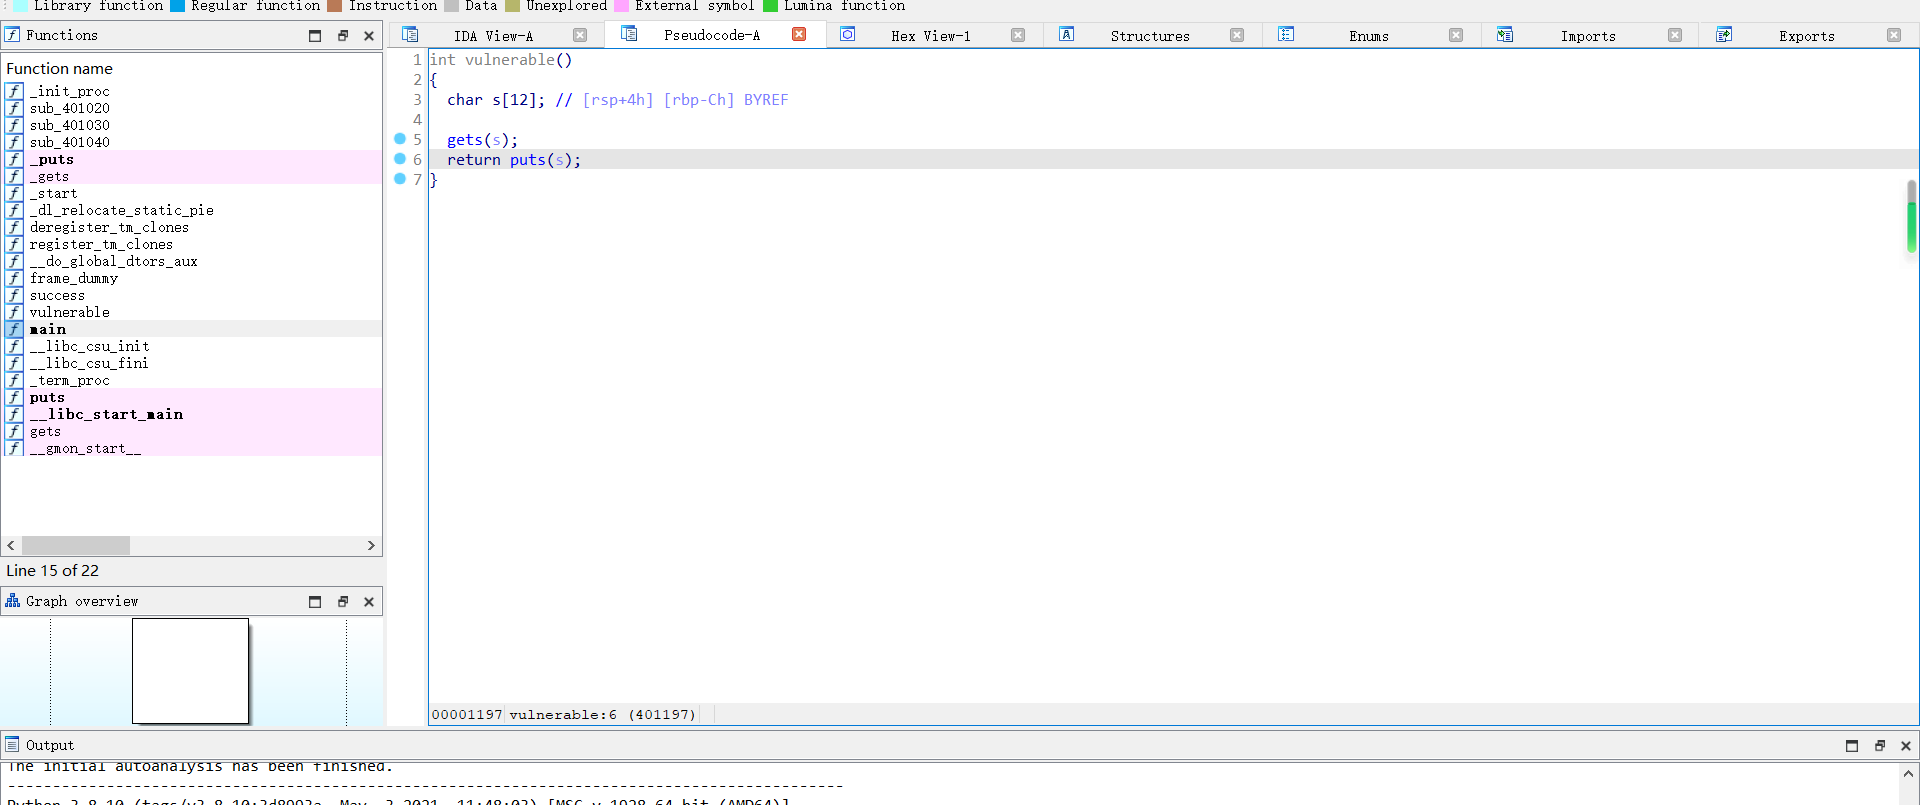 Library function Regular function Instruction Data Unexplored External symbol Lumina function
Functions
Function name
_init_proc
sub_401020
sub_401030
sub_401040
_puts
_gets
_start
_dl_relocate_static_pie
deregister_tm_clones
register_tm_clones
__do_global_dtors_aux
frame_dummy
success
vulnerable
main
__libc_csu_init
__libc_csu_fini
_term_proc
puts
__libc_start_main
gets
__gmon_start__
Line 15 of 22
Graph overview
IDA View-A Pseudocode-A Hex View-1 Structures Enums Imports Exports
1 int vulnerable()
2 {
3 char s[12]; // [rsp+4h] [rbp-Ch] BYREF
4
5 gets(s);
6 return puts(s);
7 }
00001197 vulnerable:6 (401197)
Output
The initial autoanalysis has been finished.
Python 3.8.10 (tags/v3.8.10:3d8993a, May 3 2021, 11:48:03) [MSC v.1928 64 bit (AMD64)]